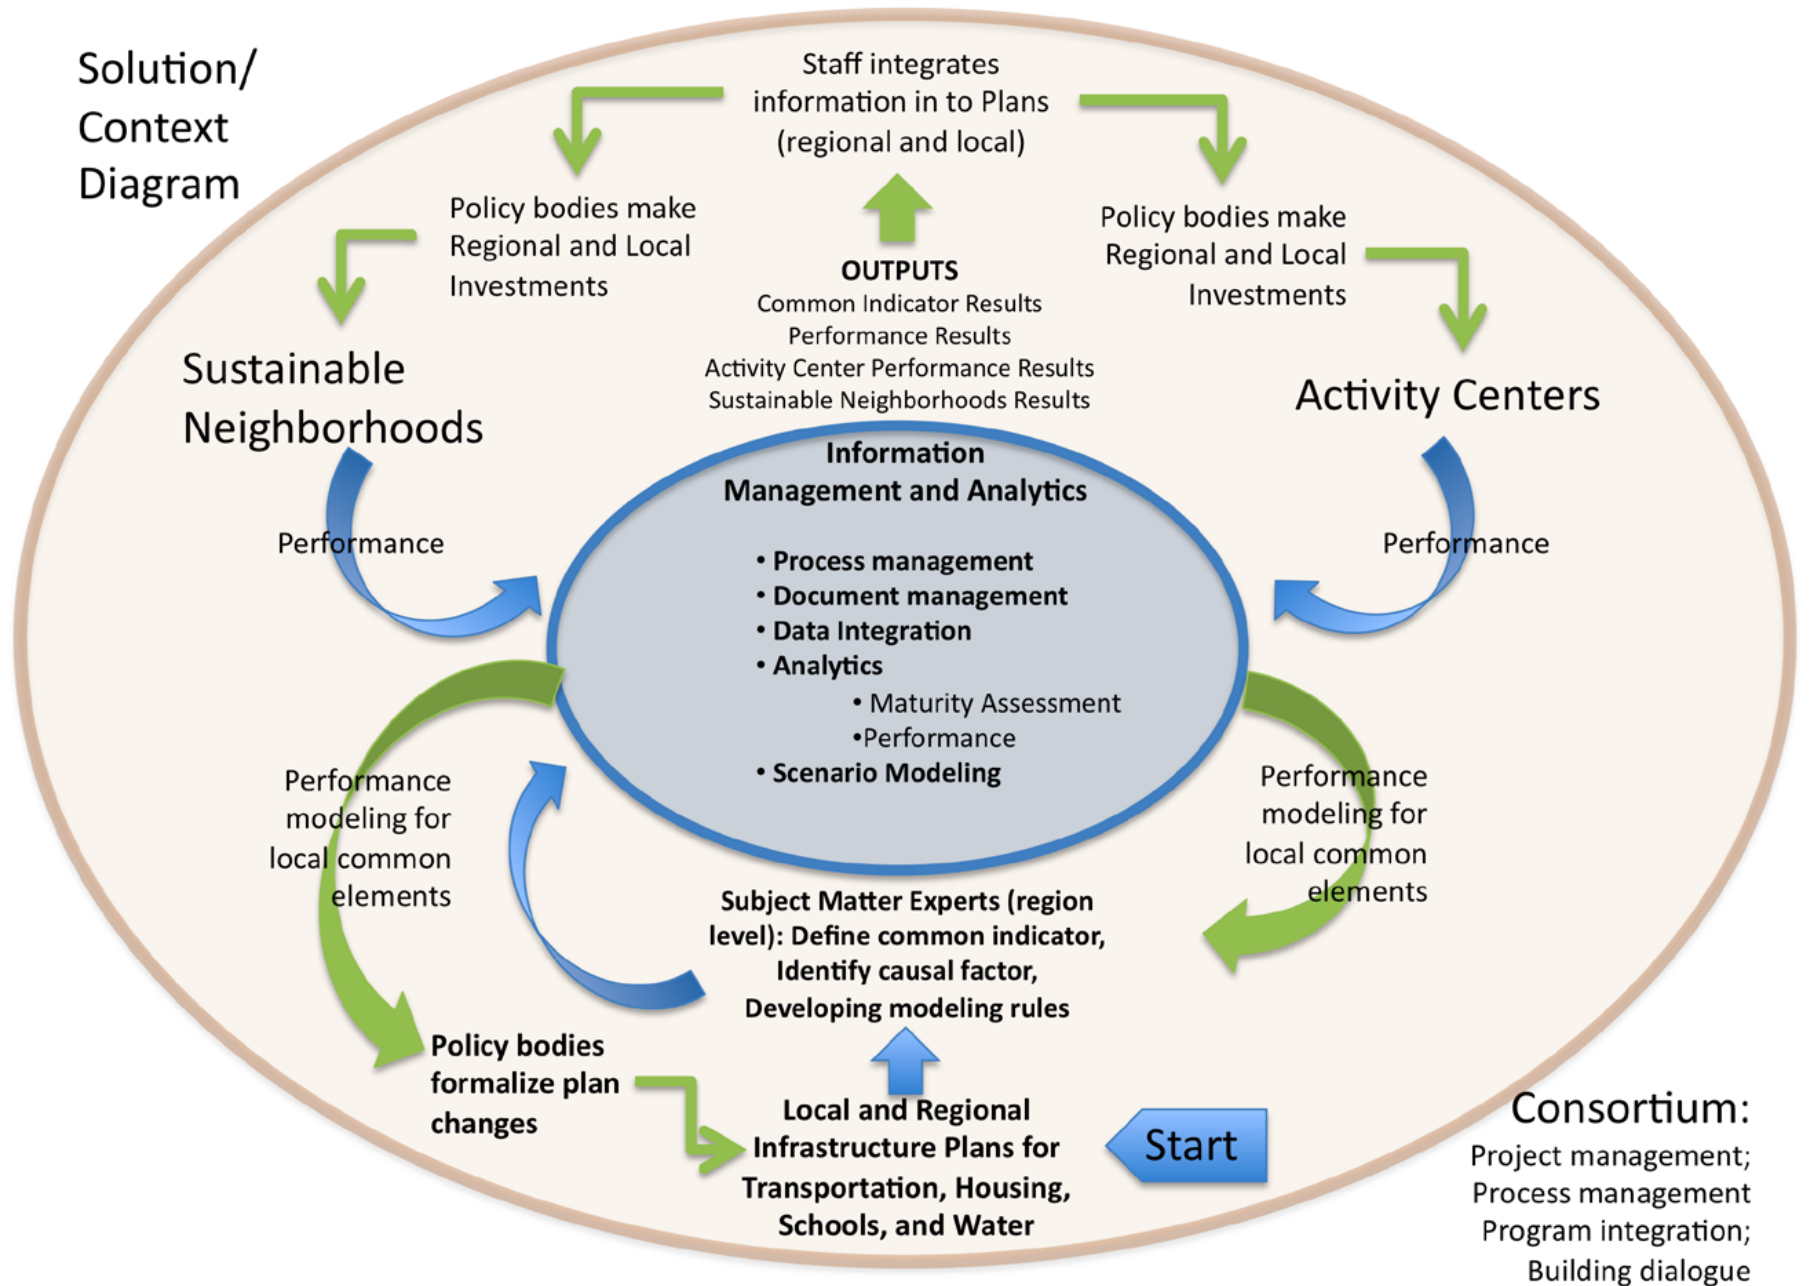 Solution/
Context
Diagram
Staff integrates
information in to Plans
(regional and local)
Policy bodies make
Regional and Local
Investments
Policy bodies make
Regional and Local
Investments
OUTPUTS
Common Indicator Results
Performance Results
Activity Center Performance Results
Sustainable Neighborhoods Results
Sustainable
Neighborhoods
Activity Centers
Information
Management and Analytics
• Process management
• Document management
• Data Integration
• Analytics
• Maturity Assessment
•Performance
• Scenario Modeling
Performance
Performance
Performance
modeling for
local common
elements
Performance
modeling for
local common
elements
Subject Matter Experts (region
level): Define common indicator,
Identify causal factor,
Developing modeling rules
Policy bodies
formalize plan
changes
Local and Regional
Infrastructure Plans for
Transportation, Housing,
Schools, and Water
Start
Consortium:
Project management;
Process management
Program integration;
Building dialogue